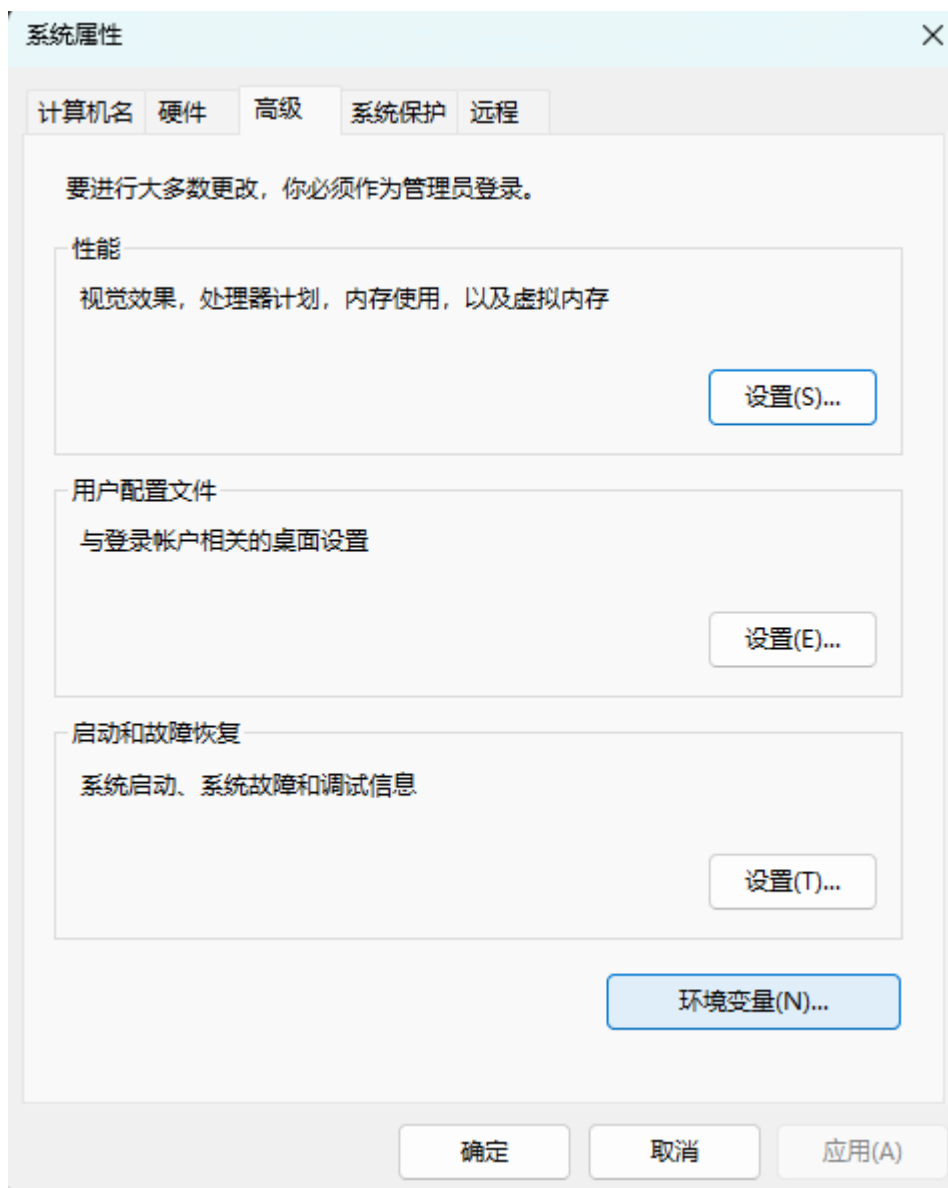 系统属性
计算机名 硬件 高级 系统保护 远程
要进行大多数更改，你必须作为管理员登录。
性能
视觉效果，处理器计划，内存使用，以及虚拟内存
设置(S)...
用户配置文件
与登录帐户相关的桌面设置
设置(E)...
启动和故障恢复
系统启动、系统故障和调试信息
设置(T)...
环境变量(N)...
确定 取消 应用(A)